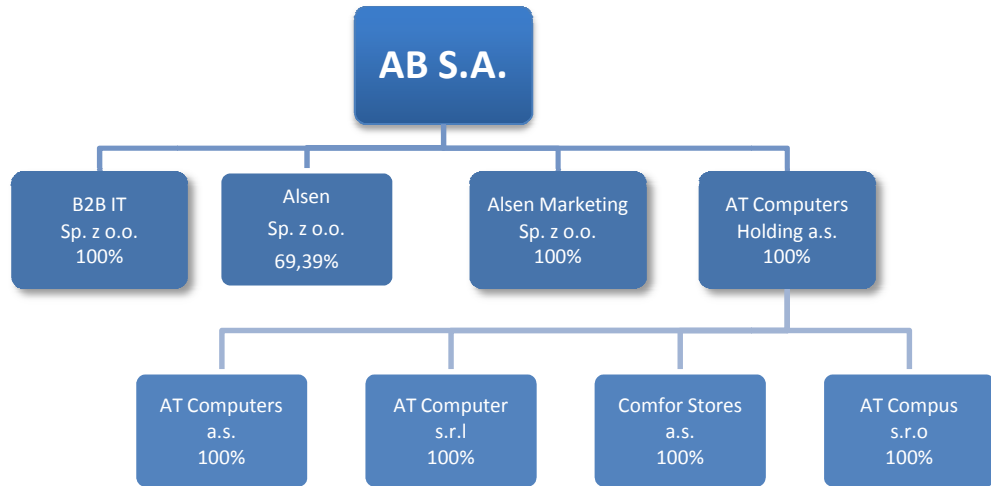 AB S.A.
B2B IT
Sp. z o.o.
100%
Alsen
Sp. z o.o.
69,39%
Alsen Marketing
Sp. z o.o.
100%
AT Computers
Holding a.s.
100%
AT Computers
a.s.
100%
AT Computer
s.r.l
100%
Comfor Stores
a.s.
100%
AT Compus
s.r.o
100%